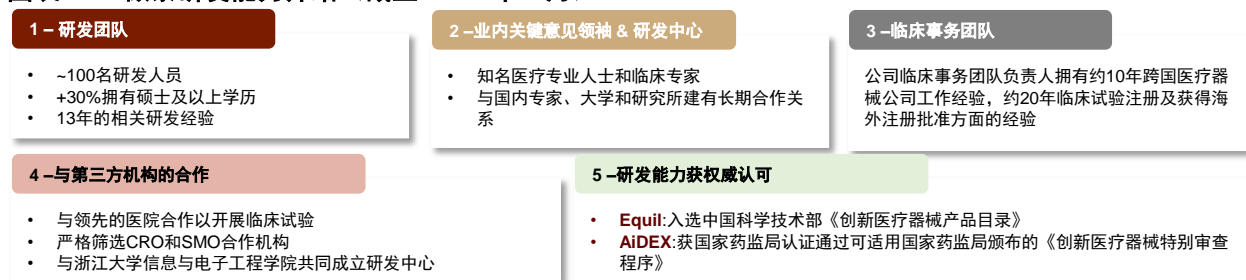 1 – 研发团队
• ~100名研发人员
• +30%拥有硕士及以上学历
• 13年的相关研发经验
2 –业内关键意见领袖 & 研发中心
• 知名医疗专业人士和临床专家
• 与国内专家、大学和研究所建有长期合作关
系
3 –临床事务团队
公司临床事务团队负责人拥有约10年跨国医疗器
械公司工作经验，约20年临床试验注册及获得海
外注册批准方面的经验
4 –与第三方机构的合作
• 与领先的医院合作以开展临床试验
• 严格筛选CRO和SMO合作机构
• 与浙江大学信息与电子工程学院共同成立研发中心
5 –研发能力获权威认可
• Equil:入选中国科学技术部《创新医疗器械产品目录》
• AiDEX:获国家药监局认证通过可适用国家药监局颁布的《创新医疗器械特别审查
程序》